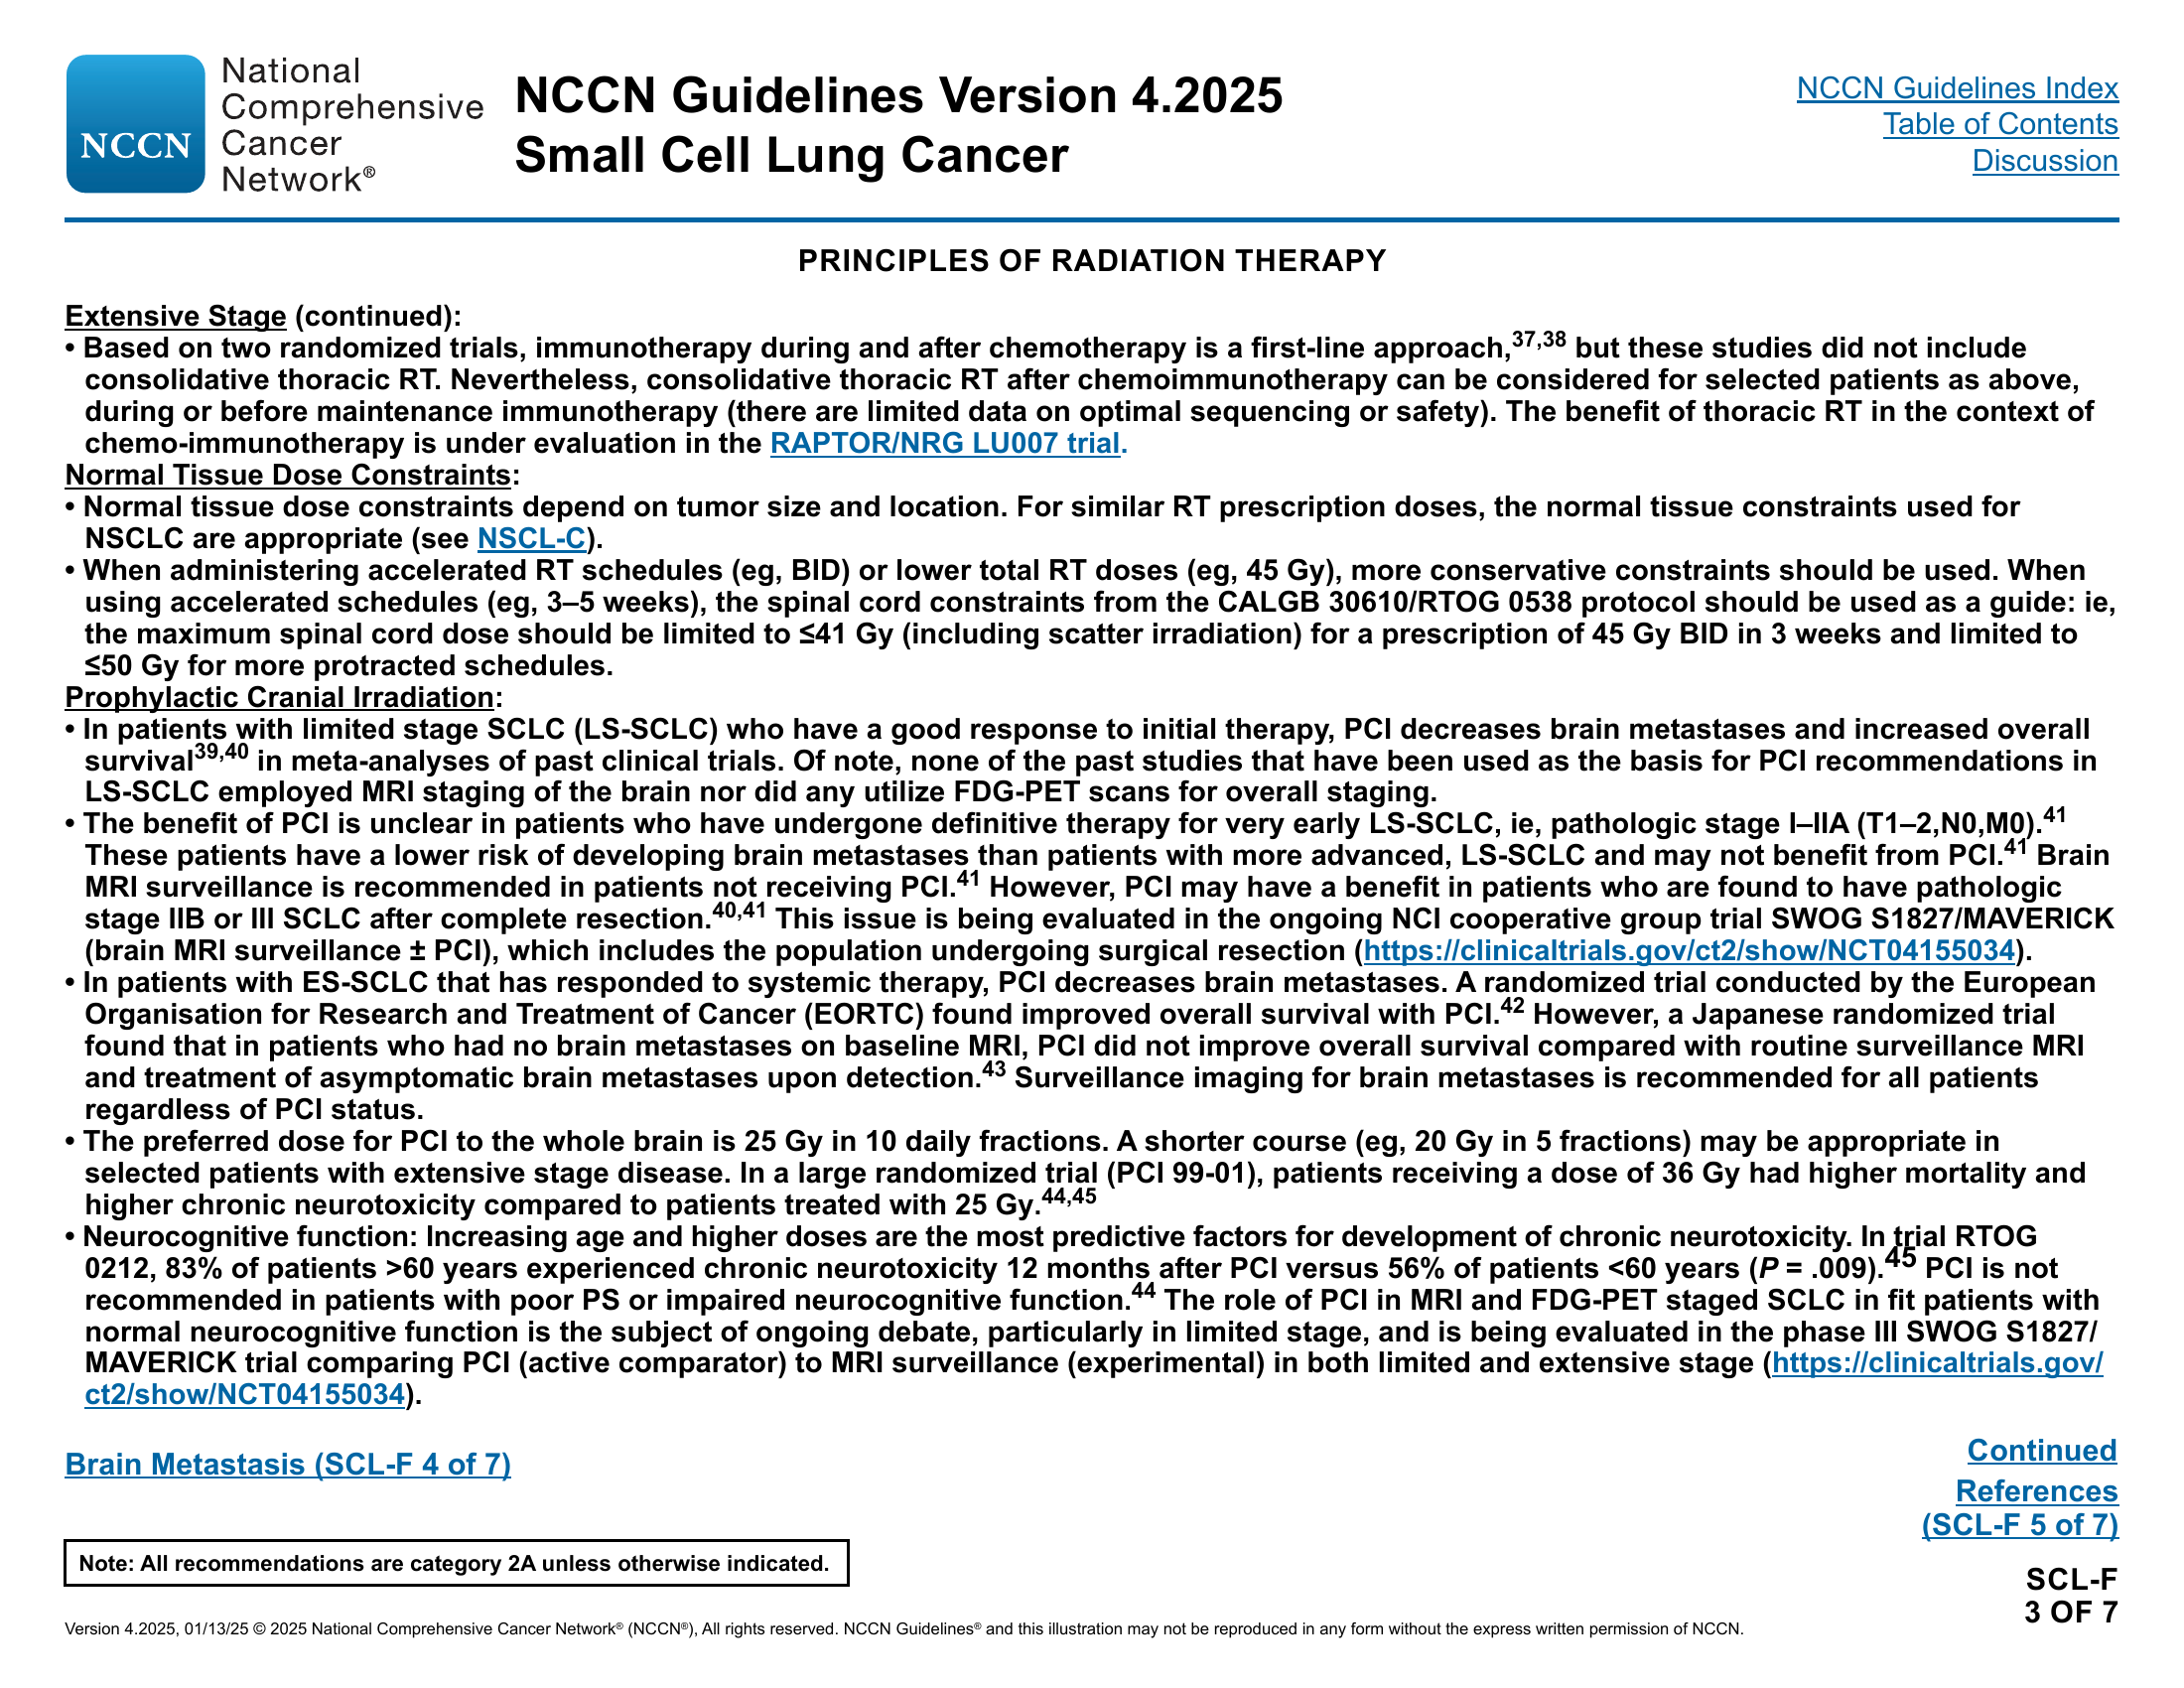 NCCN
National
Comprehensive
Cancer
Network®
NCCN Guidelines Version 4.2025
Small Cell Lung Cancer
NCCN Guidelines Index
Table of Contents
Discussion
PRINCIPLES OF RADIATION THERAPY
Extensive Stage (continued):
• Based on two randomized trials, immunotherapy during and after chemotherapy is a first-line approach,37,38 but these studies did not include
consolidative thoracic RT. Nevertheless, consolidative thoracic RT after chemoimmunotherapy can be considered for selected patients as above,
during or before maintenance immunotherapy (there are limited data on optimal sequencing or safety). The benefit of thoracic RT in the context of
chemo-immunotherapy is under evaluation in the RAPTOR/NRG LU007 trial.
Normal Tissue Dose Constraints:
• Normal tissue dose constraints depend on tumor size and location. For similar RT prescription doses, the normal tissue constraints used for
NSCLC are appropriate (see NSCL-C).
• When administering accelerated RT schedules (eg, BID) or lower total RT doses (eg, 45 Gy), more conservative constraints should be used. When
using accelerated schedules (eg, 3–5 weeks), the spinal cord constraints from the CALGB 30610/RTOG 0538 protocol should be used as a guide: ie,
the maximum spinal cord dose should be limited to ≤41 Gy (including scatter irradiation) for a prescription of 45 Gy BID in 3 weeks and limited to
≤50 Gy for more protracted schedules.
Prophylactic Cranial Irradiation:
• In patients with limited stage SCLC (LS-SCLC) who have a good response to initial therapy, PCI decreases brain metastases and increased overall
survival39,40 in meta-analyses of past clinical trials. Of note, none of the past studies that have been used as the basis for PCI recommendations in
LS-SCLC employed MRI staging of the brain nor did any utilize FDG-PET scans for overall staging.
• The benefit of PCI is unclear in patients who have undergone definitive therapy for very early LS-SCLC, ie, pathologic stage I–IIA (T1–2,N0,M0).41
These patients have a lower risk of developing brain metastases than patients with more advanced, LS-SCLC and may not benefit from PCI.41 Brain
MRI surveillance is recommended in patients not receiving PCI.41 However, PCI may have a benefit in patients who are found to have pathologic
stage IIB or III SCLC after complete resection.40,41 This issue is being evaluated in the ongoing NCI cooperative group trial SWOG S1827/MAVERICK
(brain MRI surveillance ± PCI), which includes the population undergoing surgical resection (https://clinicaltrials.gov/ct2/show/NCT04155034).
• In patients with ES-SCLC that has responded to systemic therapy, PCI decreases brain metastases. A randomized trial conducted by the European
Organisation for Research and Treatment of Cancer (EORTC) found improved overall survival with PCI.42 However, a Japanese randomized trial
found that in patients who had no brain metastases on baseline MRI, PCI did not improve overall survival compared with routine surveillance MRI
and treatment of asymptomatic brain metastases upon detection.43 Surveillance imaging for brain metastases is recommended for all patients
regardless of PCI status.
• The preferred dose for PCI to the whole brain is 25 Gy in 10 daily fractions. A shorter course (eg, 20 Gy in 5 fractions) may be appropriate in
selected patients with extensive stage disease. In a large randomized trial (PCI 99-01), patients receiving a dose of 36 Gy had higher mortality and
higher chronic neurotoxicity compared to patients treated with 25 Gy.44,45
• Neurocognitive function: Increasing age and higher doses are the most predictive factors for development of chronic neurotoxicity. In trial RTOG
0212, 83% of patients >60 years experienced chronic neurotoxicity 12 months after PCI versus 56% of patients <60 years (P = .009).45 PCI is not
recommended in patients with poor PS or impaired neurocognitive function.44 The role of PCI in MRI and FDG-PET staged SCLC in fit patients with
normal neurocognitive function is the subject of ongoing debate, particularly in limited stage, and is being evaluated in the phase III SWOG S1827/
MAVERICK trial comparing PCI (active comparator) to MRI surveillance (experimental) in both limited and extensive stage (https://clinicaltrials.gov/
ct2/show/NCT04155034).
Brain Metastasis (SCL-F 4 of 7)
Continued
References
(SCL-F 5 of 7)
Note: All recommendations are category 2A unless otherwise indicated.
SCL-F
3 OF 7
Version 4.2025, 01/13/25 © 2025 National Comprehensive Cancer Network® (NCCN®), All rights reserved. NCCN Guidelines® and this illustration may not be reproduced in any form without the express written permission of NCCN.